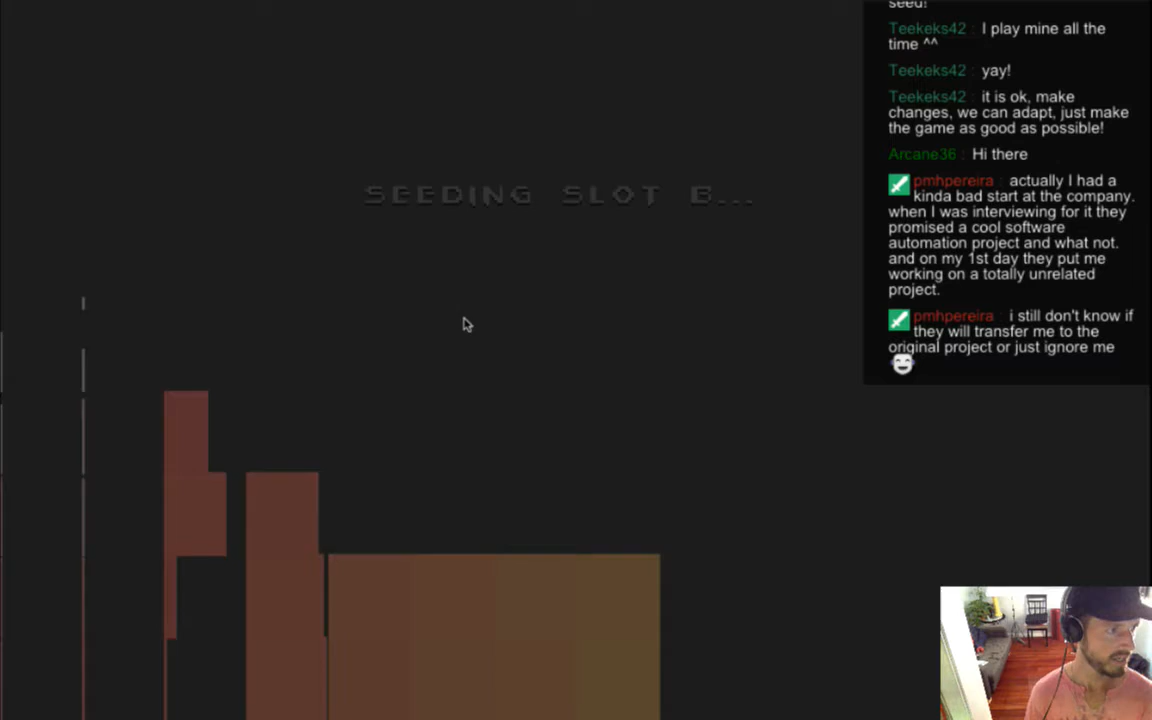 seed!
Teekeks42 : I play mine all the
time ^^
Teekeks42 : yay!
Teekeks42 : it is ok, make
changes, we can adapt, just make
the game as good as possible!
Arcane36 : Hi there
pmhpereira : actually I had a
kinda bad start at the company.
when I was interviewing for it they
promised a cool software
automation project and what not.
and on my 1st day they put me
working on a totally unrelated
project.
pmhpereira : i still don't know if
they will transfer me to the
original project or just ignore me
SEEDING SLOT B...